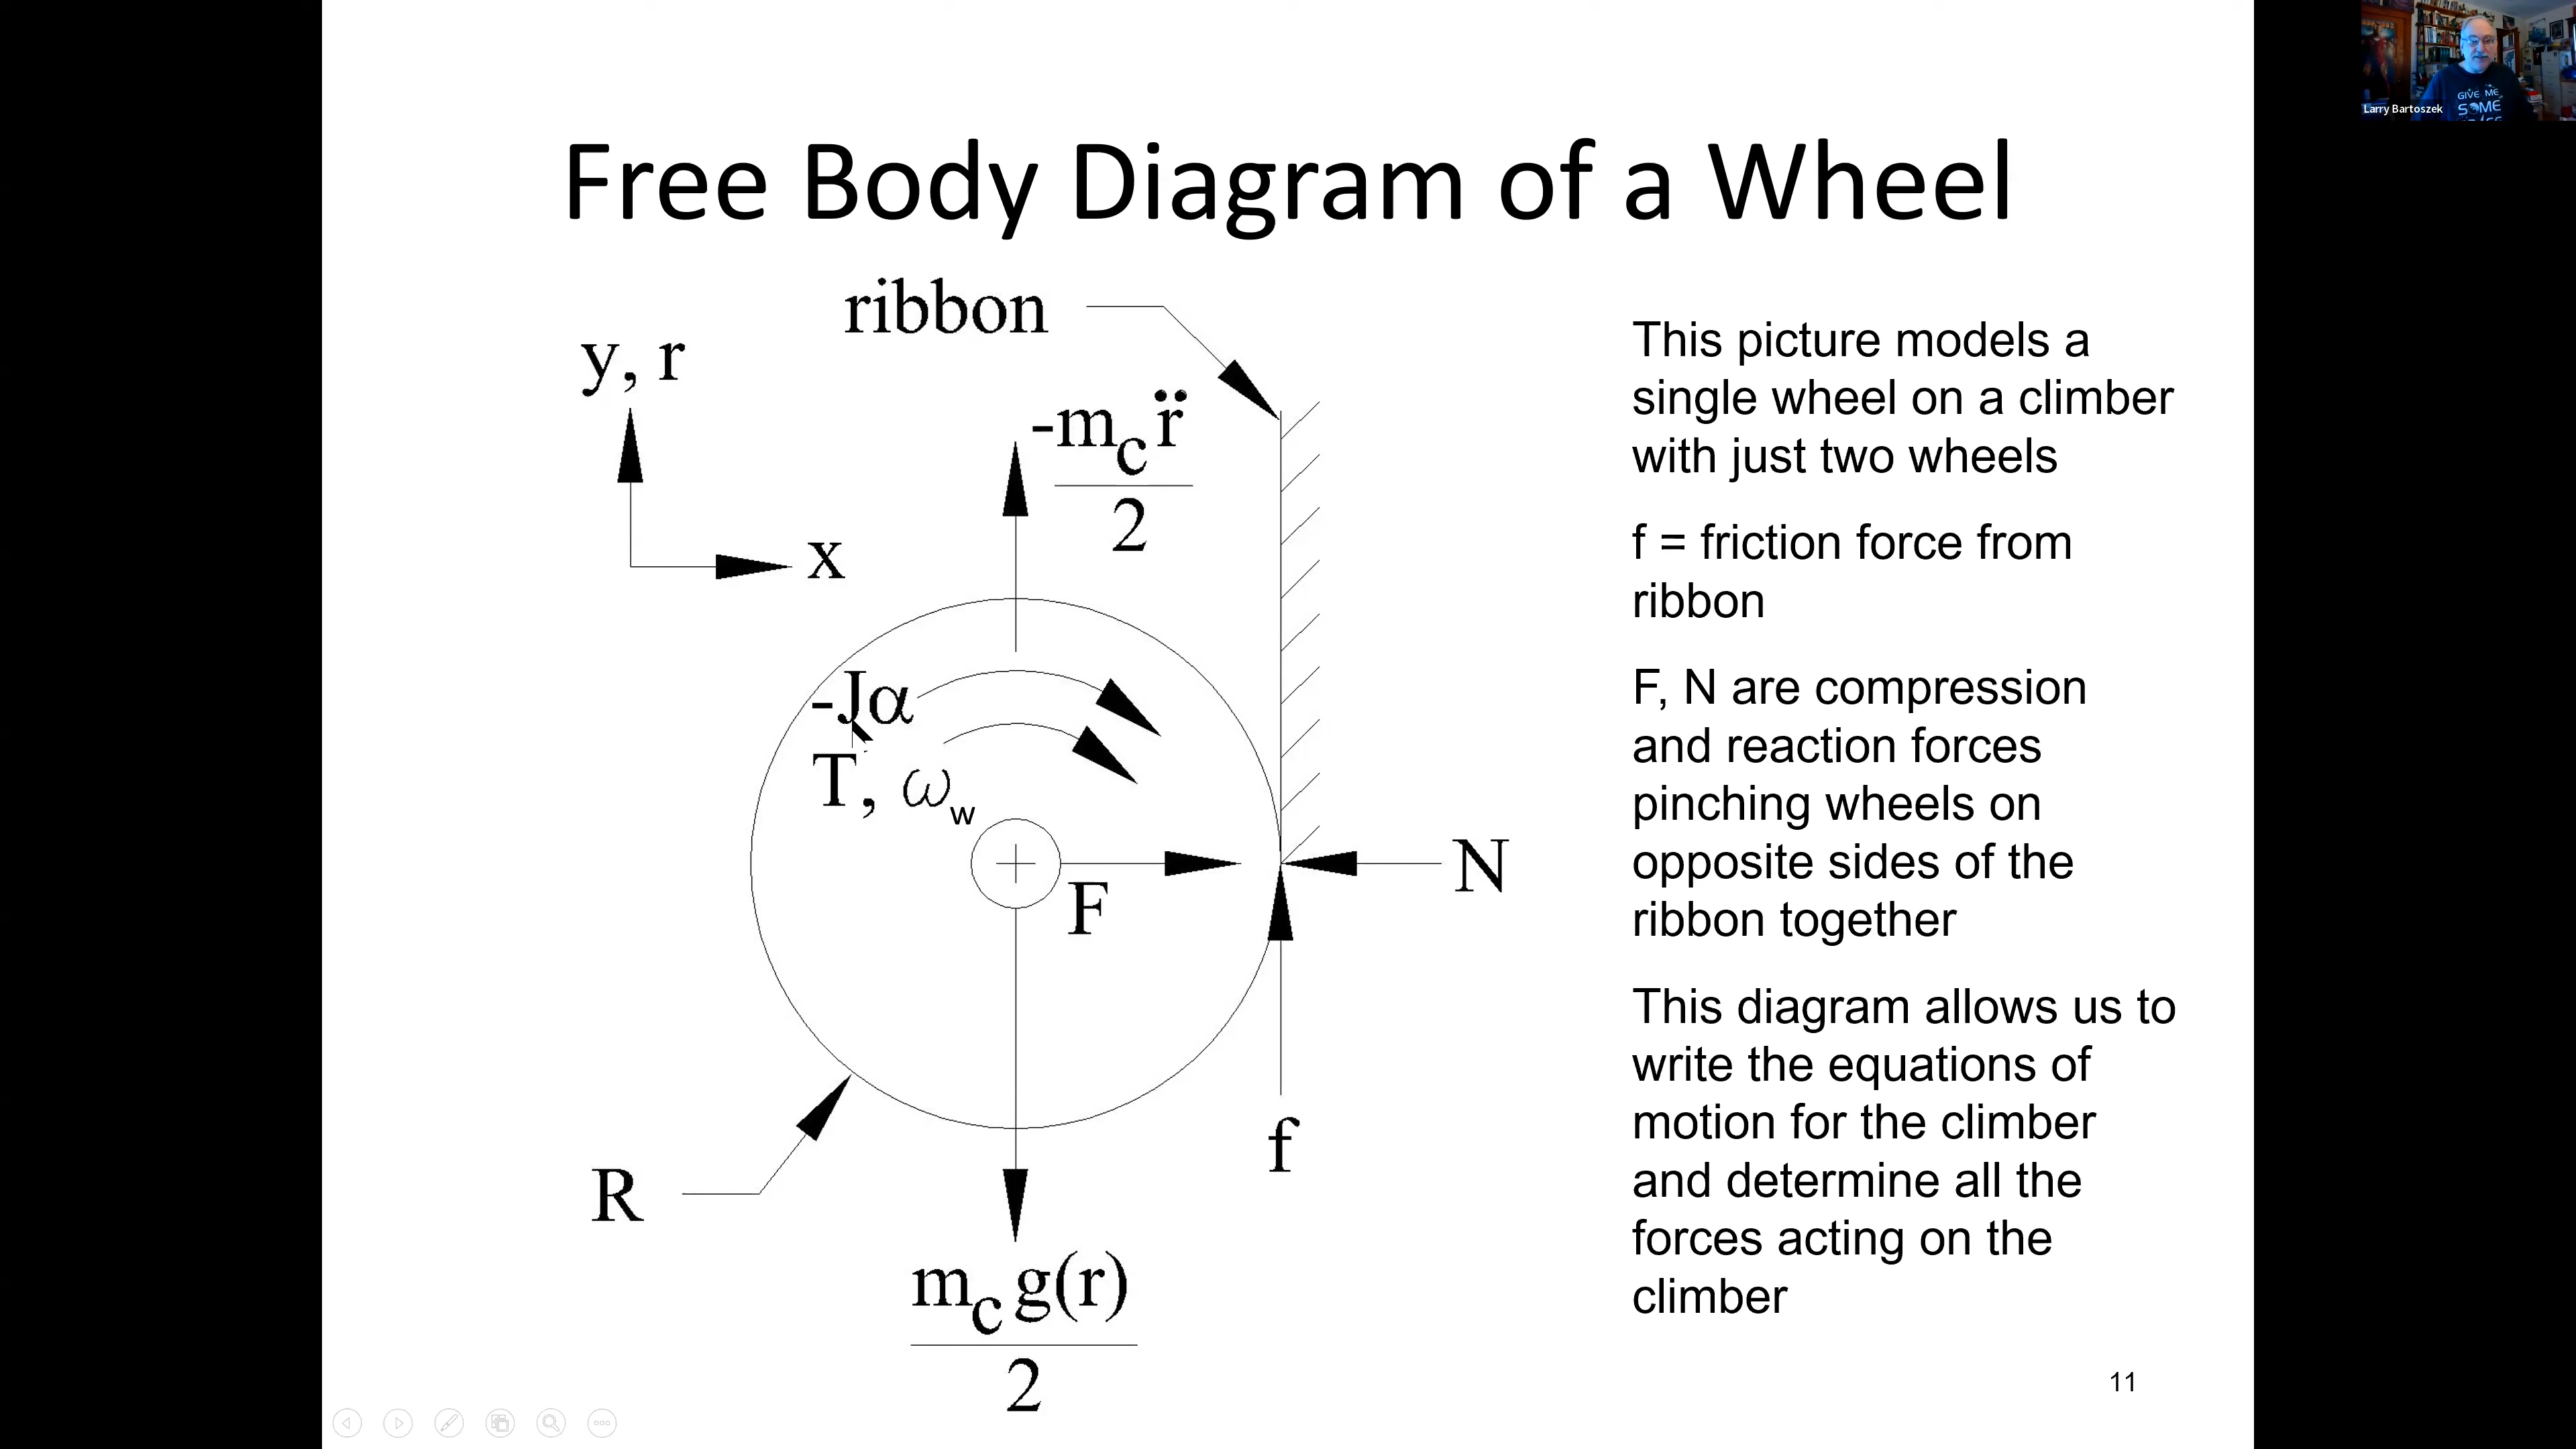 Free Body Diagram of a Wheel
ribbon
y, r
x
-m_c r̈
2
-Jα
T, ω_w
F
N
f
R
m_c g(r)
2
This picture models a
single wheel on a climber
with just two wheels
f = friction force from
ribbon
F, N are compression
and reaction forces
pinching wheels on
opposite sides of the
ribbon together
This diagram allows us to
write the equations of
motion for the climber
and determine all the
forces acting on the
climber
11
Larry Bartoszek
GIVE ME
SOME